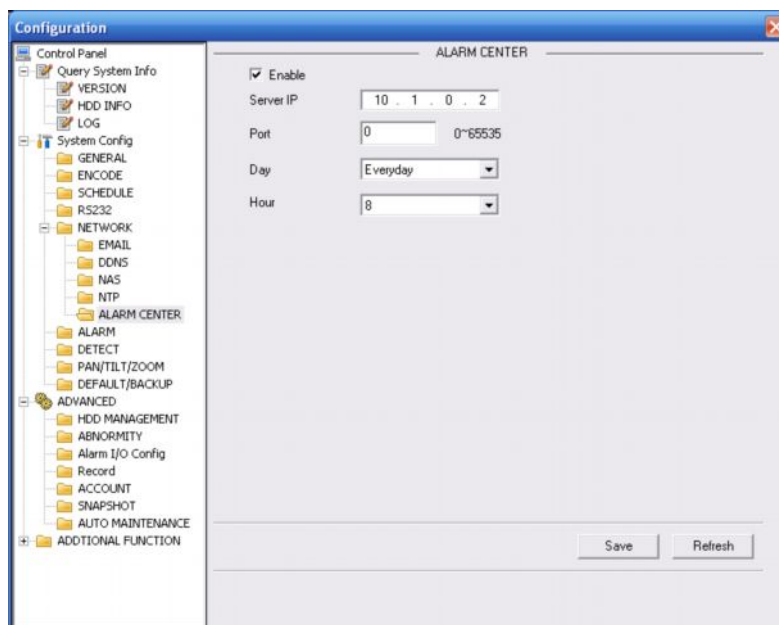 Configuration
Control Panel
Query System Info
VERSION
HDD INFO
LOG
System Config
GENERAL
ENCODE
SCHEDULE
RS232
NETWORK
EMAIL
DDNS
NAS
NTP
ALARM CENTER
ALARM
DETECT
PAN/TILT/ZOOM
DEFAULT/BACKUP
ADVANCED
HDD MANAGEMENT
ABNORMITY
Alarm I/O Config
Record
ACCOUNT
SNAPSHOT
AUTO MAINTENANCE
ADDTIONAL FUNCTION
ALARM CENTER
Enable
Server IP 10 . 1 . 0 . 2
Port 0 0~65535
Day Everyday
Hour 8
Save Refresh